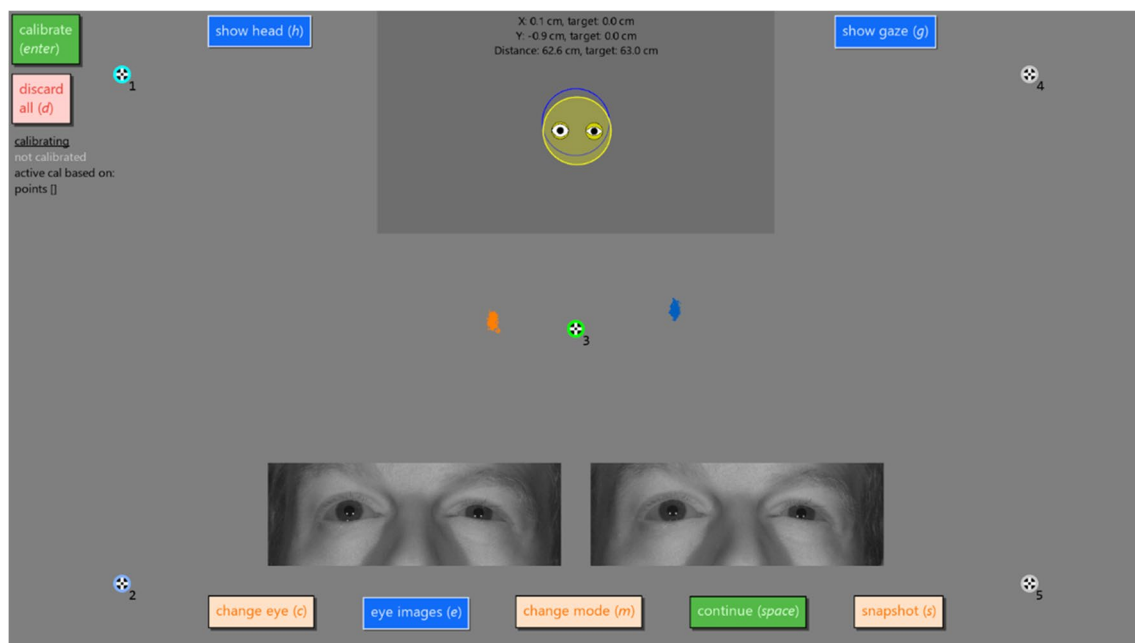 calibrate
(enter)
show head (h)
X: 0.1 cm, target: 0.0 cm
Y: -0.9 cm, target: 0.0 cm
Distance: 62.6 cm, target: 63.0 cm
show gaze (g)
1
4
discard
all (d)
calibrating
not calibrated
active cal based on:
points []
3
2
5
change eye (c)
eye images (e)
change mode (m)
continue (space)
snapshot (s)